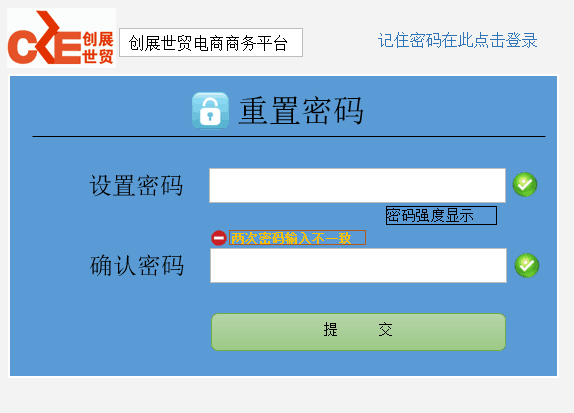 创展
世贸
创展世贸电商商务平台
记住密码在此点击登录
重置密码
设置密码
密码强度显示
两次密码输入不一致
确认密码
提 交